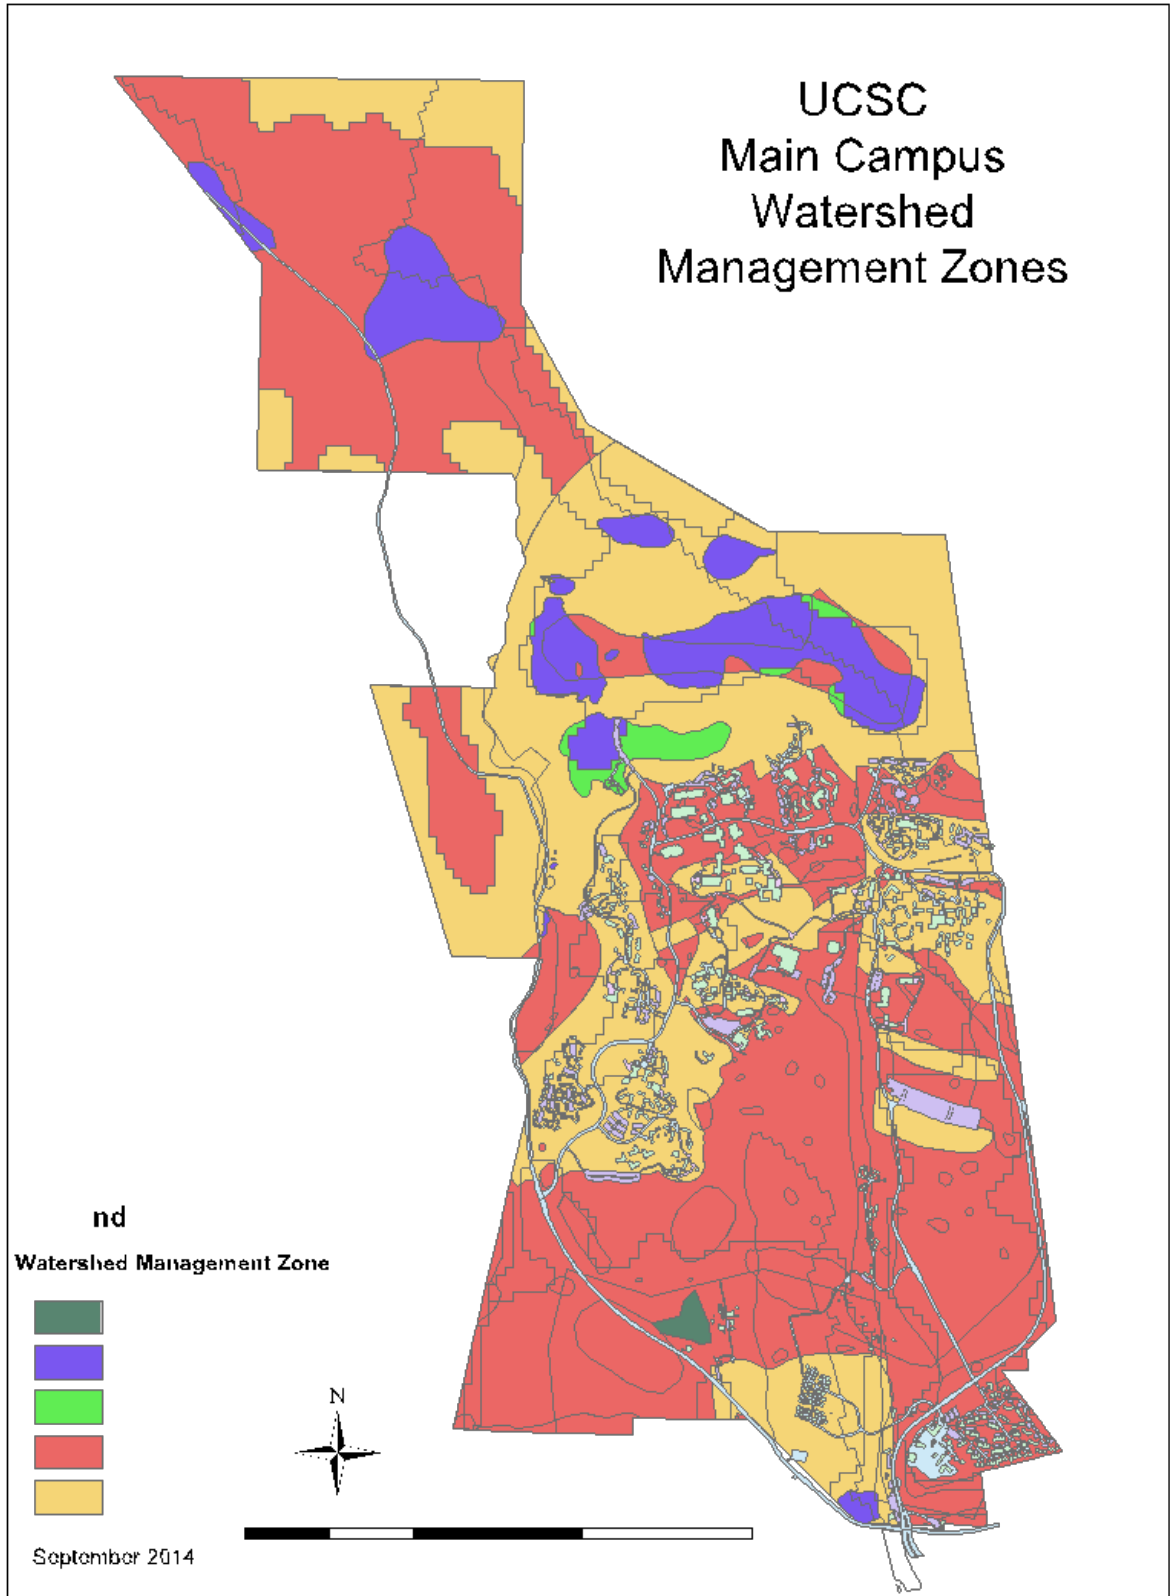 UCSC
Main Campus
Watershed
Management Zones
nd
Watershed Management Zone
N
September 2014